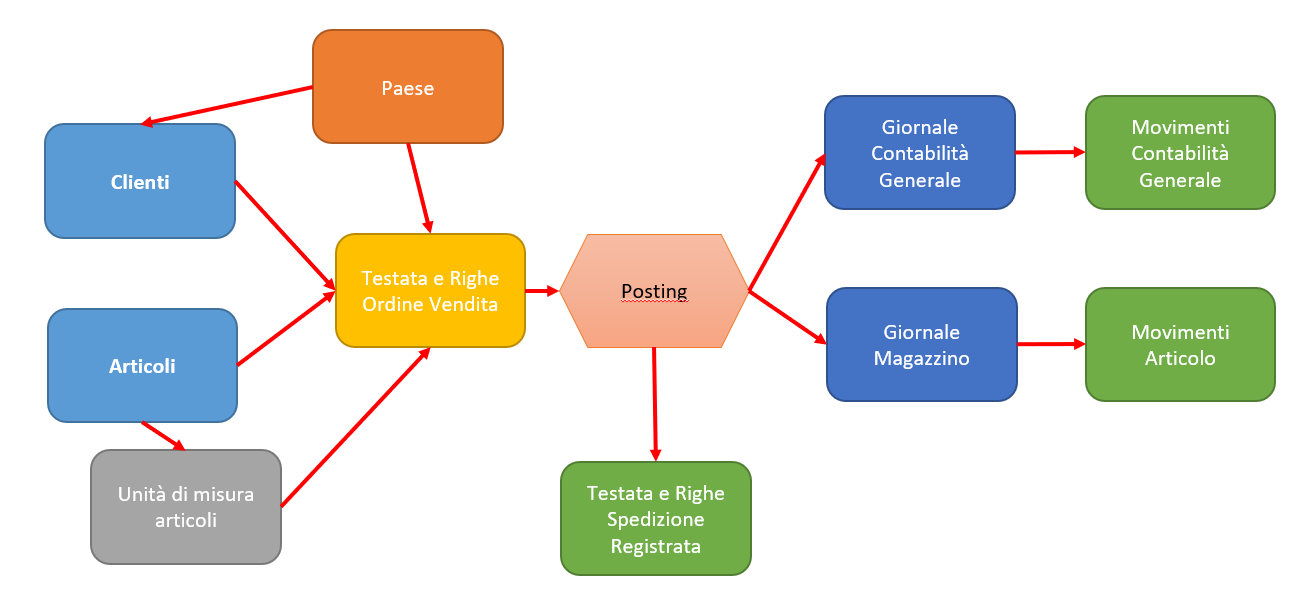 Paese
Clienti
Articoli
Unità di misura
articoli
Testata e Righe
Ordine Vendita
Posting
Testata e Righe
Spedizione
Registrata
Giornale
Contabilità
Generale
Movimenti
Contabilità
Generale
Giornale
Magazzino
Movimenti
Articolo